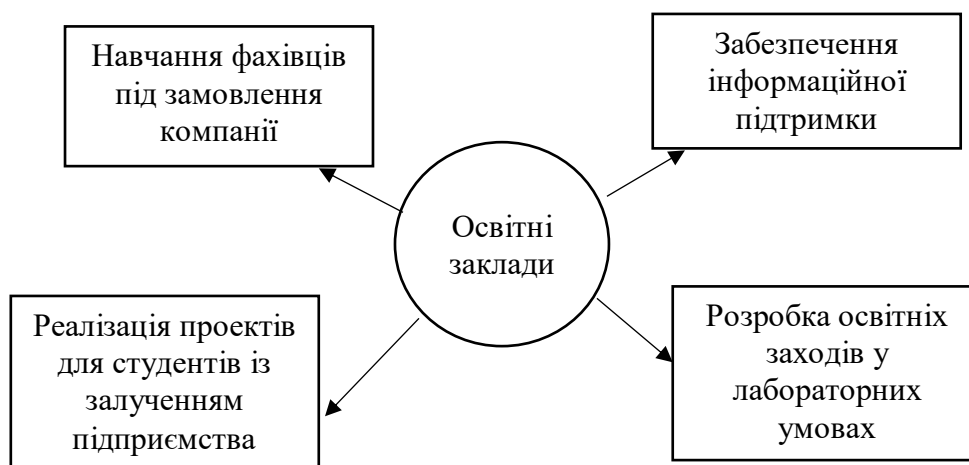 Навчання фахівців
під замовлення
компанії
Забезпечення
інформаційної
підтримки
Освітні
заклади
Реалізація проектів
для студентів із
залученням
підприємства
Розробка освітніх
заходів у
лабораторних
умовах